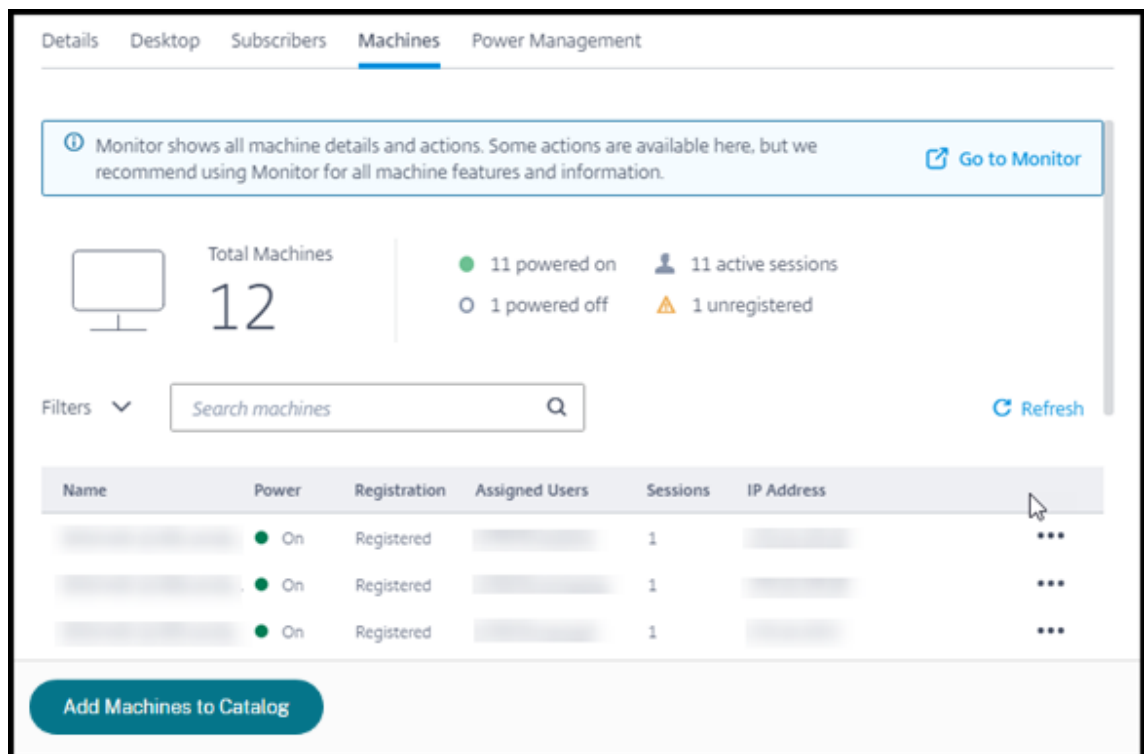 Details Desktop Subscribers Machines Power Management
Monitor shows all machine details and actions. Some actions are available here, but we
recommend using Monitor for all machine features and information.
Go to Monitor
Total Machines
12
11 powered on 11 active sessions
1 powered off 1 unregistered
Filters Search machines Refresh
Name Power Registration Assigned Users Sessions IP Address
On Registered 1
On Registered 1
On Registered 1
Add Machines to Catalog